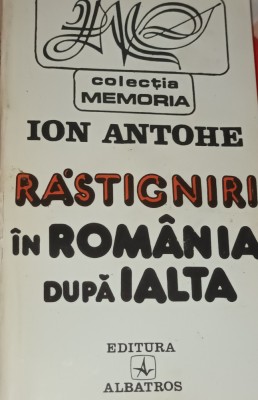 colecția
MEMORIA
ION ANTOHE
RĂSTIGNIRI
ÎN ROMÂNIA
DUPĂ IALTA
EDITURA
ALBATROS